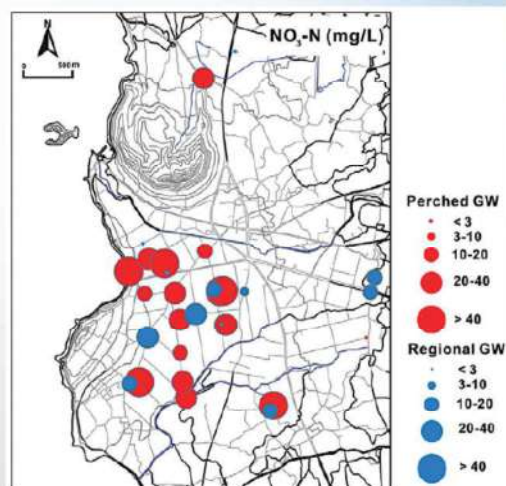 N
0 500m
NO3-N (mg/L)
Perched GW
< 3
3-10
10-20
20-40
> 40
Regional GW
< 3
3-10
10-20
20-40
> 40